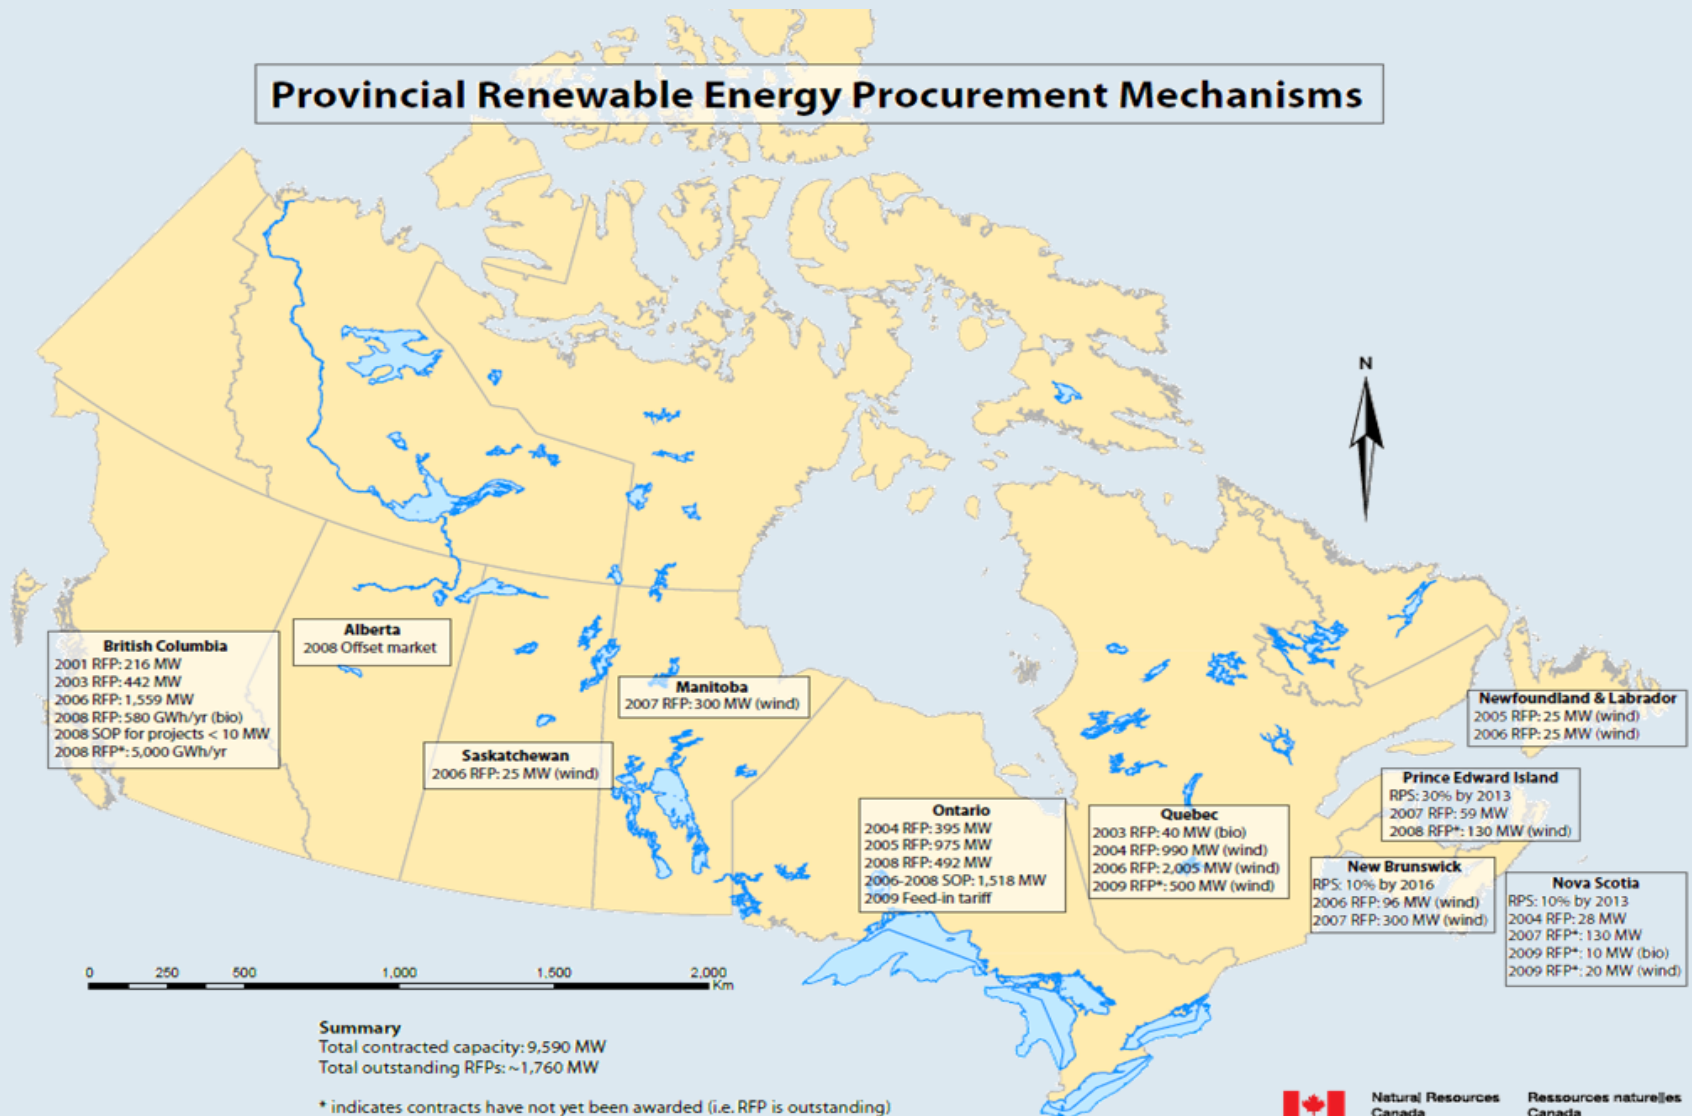 Provincial Renewable Energy Procurement Mechanisms
N
British Columbia
2001 RFP: 216 MW
2003 RFP: 442 MW
2006 RFP: 1,559 MW
2008 RFP: 580 GWh/yr (bio)
2008 SOP for projects < 10 MW
2008 RFP*: 5,000 GWh/yr
Alberta
2008 Offset market
Saskatchewan
2006 RFP: 25 MW (wind)
Manitoba
2007 RFP: 300 MW (wind)
Ontario
2004 RFP: 395 MW
2005 RFP: 975 MW
2008 RFP: 492 MW
2006-2008 SOP: 1,518 MW
2009 Feed-in tariff
Quebec
2003 RFP: 40 MW (bio)
2004 RFP: 990 MW (wind)
2006 RFP: 2,005 MW (wind)
2009 RFP*: 500 MW (wind)
Newfoundland & Labrador
2005 RFP: 25 MW (wind)
2006 RFP: 25 MW (wind)
Prince Edward Island
RPS: 30% by 2013
2007 RFP: 59 MW
2008 RFP*: 130 MW (wind)
New Brunswick
RPS: 10% by 2016
2006 RFP: 96 MW (wind)
2007 RFP: 300 MW (wind)
Nova Scotia
RPS: 10% by 2013
2004 RFP: 28 MW
2007 RFP*: 130 MW
2009 RFP*: 10 MW (bio)
2009 RFP*: 20 MW (wind)
0 250 500 1,000 1,500 2,000
Km
Summary
Total contracted capacity: 9,590 MW
Total outstanding RFPs: ~1,760 MW
* indicates contracts have not yet been awarded (i.e. RFP is outstanding)
Natural Resources Ressources naturelles
Canada Canada